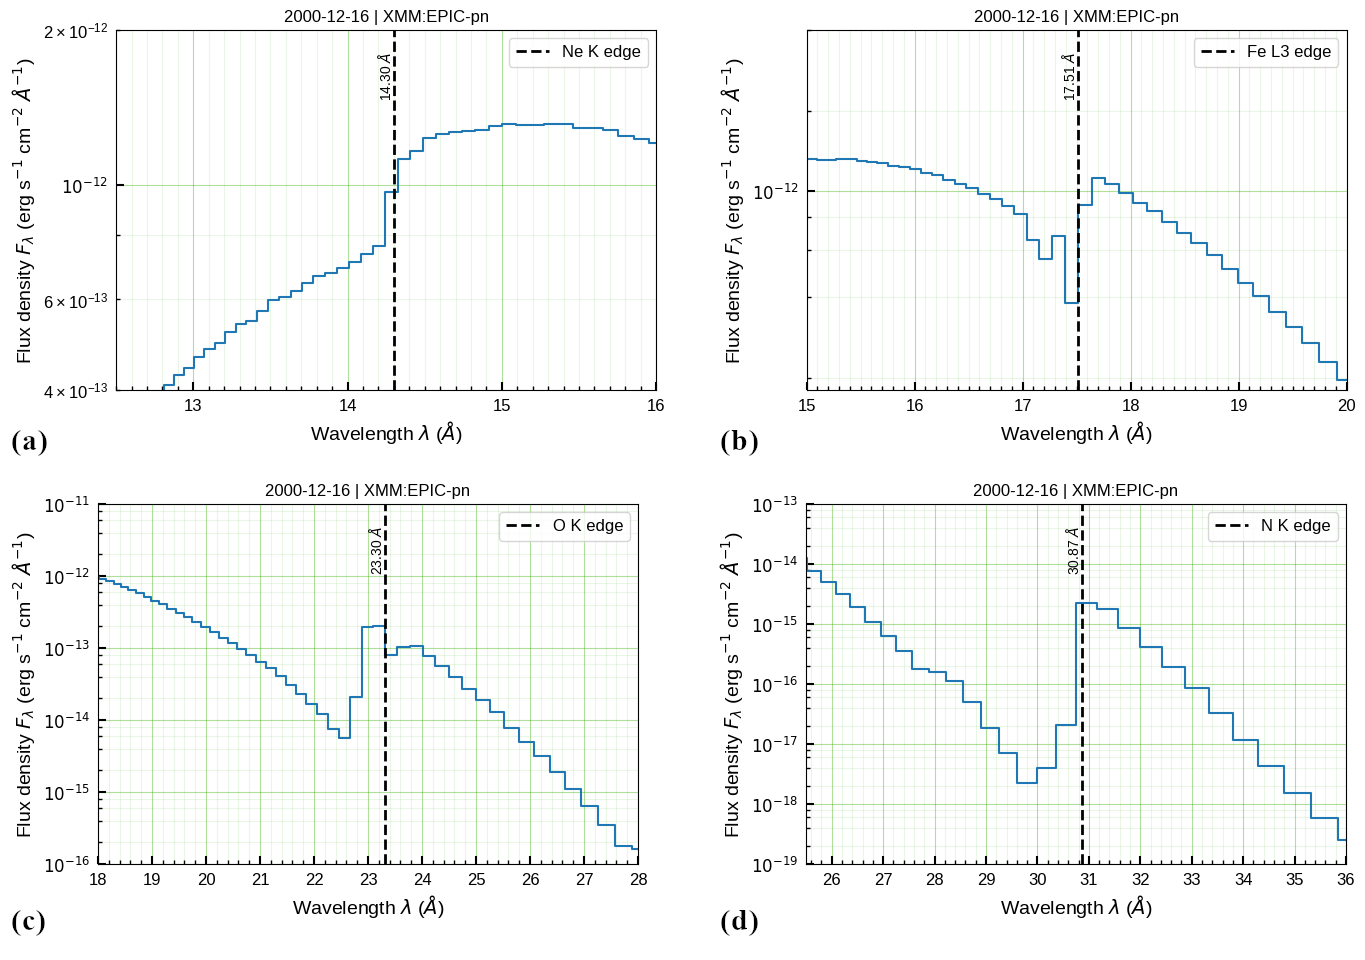 2000-12-16 | XMM:EPIC-pn
Ne K edge
14.30 Å
2 × 10⁻¹²
10⁻¹²
6 × 10⁻¹³
4 × 10⁻¹³
Flux density Fλ (erg s⁻¹ cm⁻² Å⁻¹)
13 14 15 16
Wavelength λ (Å)
(a)
2000-12-16 | XMM:EPIC-pn
Fe L3 edge
17.51 Å
10⁻¹²
Flux density Fλ (erg s⁻¹ cm⁻² Å⁻¹)
15 16 17 18 19 20
Wavelength λ (Å)
(b)
2000-12-16 | XMM:EPIC-pn
O K edge
23.30 Å
10⁻¹¹
10⁻¹²
10⁻¹³
10⁻¹⁴
10⁻¹⁵
10⁻¹⁶
Flux density Fλ (erg s⁻¹ cm⁻² Å⁻¹)
18 19 20 21 22 23 24 25 26 27 28
Wavelength λ (Å)
(c)
2000-12-16 | XMM:EPIC-pn
N K edge
30.87 Å
10⁻¹³
10⁻¹⁴
10⁻¹⁵
10⁻¹⁶
10⁻¹⁷
10⁻¹⁸
10⁻¹⁹
Flux density Fλ (erg s⁻¹ cm⁻² Å⁻¹)
26 27 28 29 30 31 32 33 34 35 36
Wavelength λ (Å)
(d)